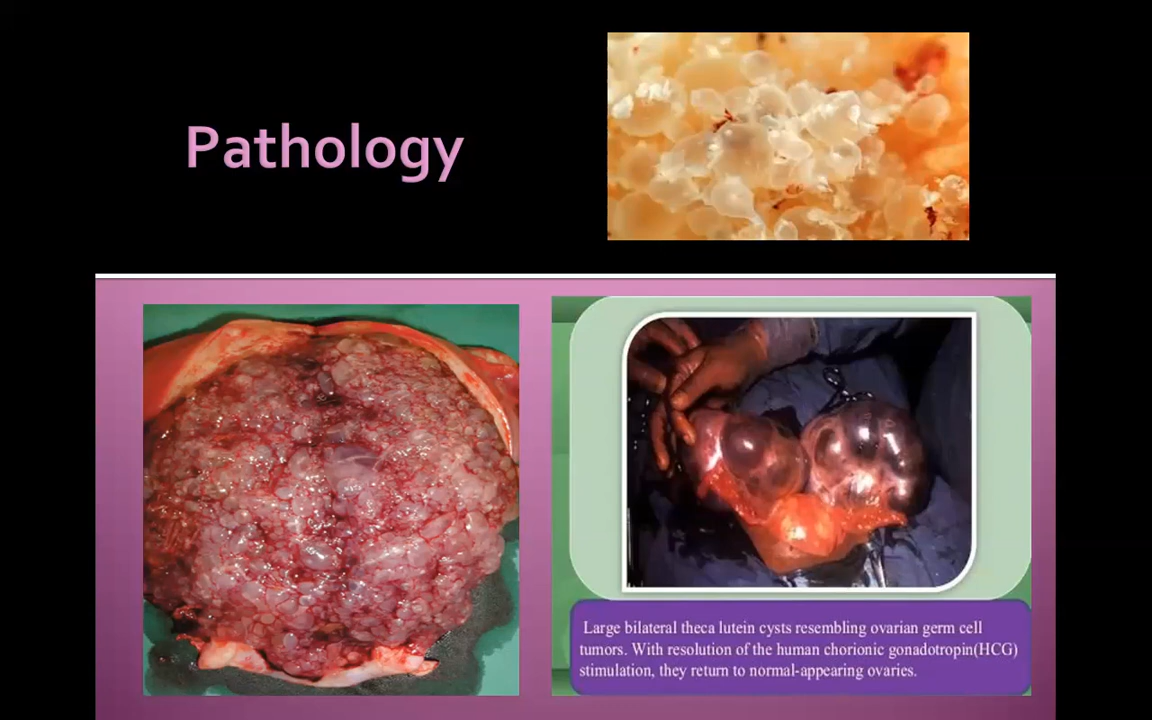 Pathology
Large bilateral theca lutein cysts resembling ovarian germ cell
tumors. With resolution of the human chorionic gonadotropin(HCG)
stimulation, they return to normal-appearing ovaries.